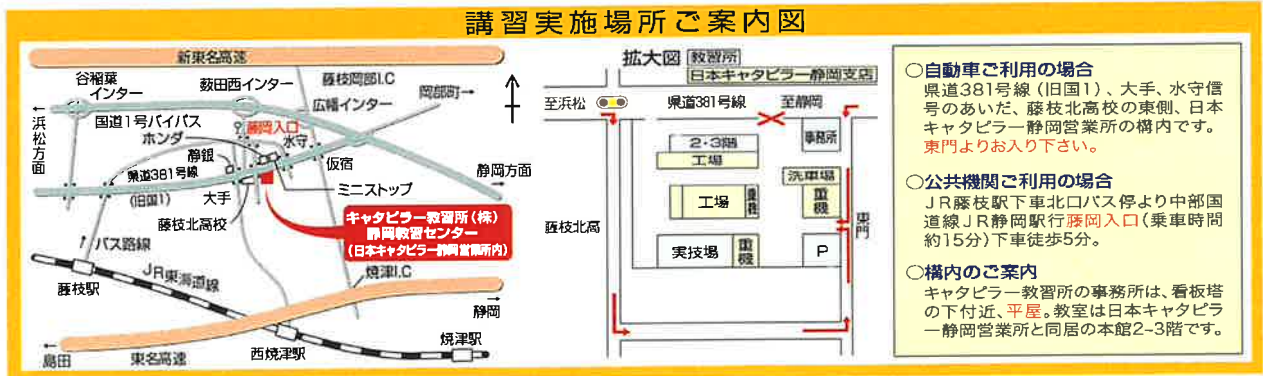 講習実施場所ご案内図
新東名高速
谷稲葉
インター
薮田西インター
藤枝岡部I.C
広幡インター
岡部町→
←浜松方面
国道1号バイパス
藤岡入口
ホンダ
水守
静銀
仮宿
静岡方面
→
県道381号線
(旧国1)
大手
ミニストップ
藤枝北高校
キャタピラー教習所(株)
静岡教習センター
(日本キャタピラー静岡営業所内)
バス路線
JR東海道線
藤枝駅
焼津I.C
→
静岡
西焼津駅
焼津駅
←
島田
東名高速
拡大図
教習所
日本キャタピラー静岡支店
←
至浜松
県道381号線
→
至静岡
事務所
2・3階
工場
洗車場
工場
重機
重機
藤枝北高
東門
実技場
重機
P
○自動車ご利用の場合
県道381号線(旧国1)、大手、水守信
号のあいだ、藤枝北高校の東側、日本
キャタピラー静岡営業所の構内です。
東門よりお入り下さい。
○公共機関ご利用の場合
JR藤枝駅下車北口バス停より中部国
道線JR静岡駅行藤岡入口(乗車時間
約15分)下車徒歩5分。
○構内のご案内
キャタピラー教習所の事務所は、看板塔
の下付近、平屋。教室は日本キャタピラ
ー静岡営業所と同居の本館2~3階です。